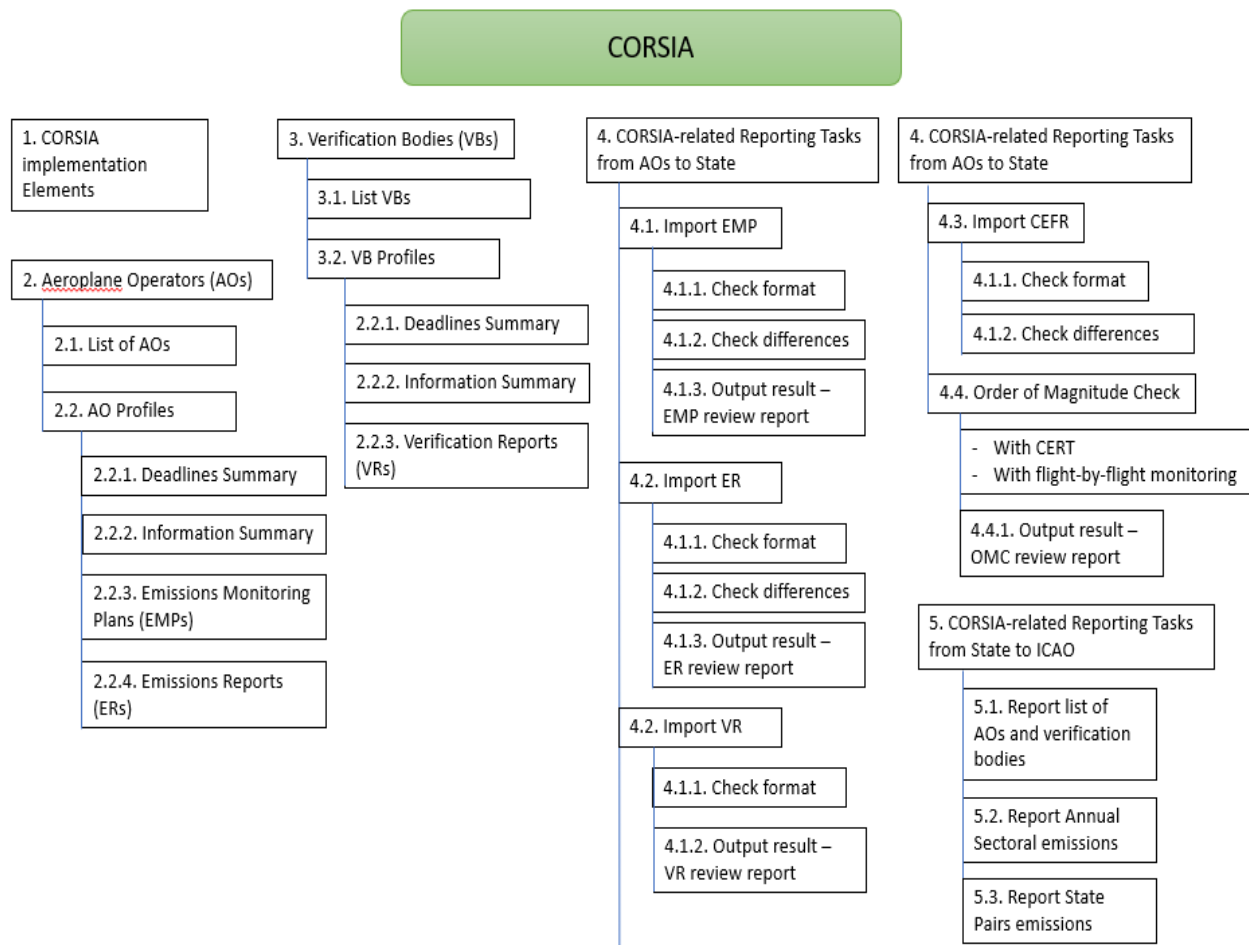 CORSIA
1. CORSIA
implementation
Elements
2. Aeroplane Operators (AOs)
2.1. List of AOs
2.2. AO Profiles
2.2.1. Deadlines Summary
2.2.2. Information Summary
2.2.3. Emissions Monitoring
Plans (EMPs)
2.2.4. Emissions Reports
(ERs)
3. Verification Bodies (VBs)
3.1. List VBs
3.2. VB Profiles
2.2.1. Deadlines Summary
2.2.2. Information Summary
2.2.3. Verification Reports
(VRs)
4. CORSIA-related Reporting Tasks
from AOs to State
4.1. Import EMP
4.1.1. Check format
4.1.2. Check differences
4.1.3. Output result –
EMP review report
4.2. Import ER
4.1.1. Check format
4.1.2. Check differences
4.1.3. Output result –
ER review report
4.2. Import VR
4.1.1. Check format
4.1.2. Output result –
VR review report
4. CORSIA-related Reporting Tasks
from AOs to State
4.3. Import CEFR
4.1.1. Check format
4.1.2. Check differences
4.4. Order of Magnitude Check
- With CERT
- With flight-by-flight monitoring
4.4.1. Output result –
OMC review report
5. CORSIA-related Reporting Tasks
from State to ICAO
5.1. Report list of
AOs and verification
bodies
5.2. Report Annual
Sectoral emissions
5.3. Report State
Pairs emissions